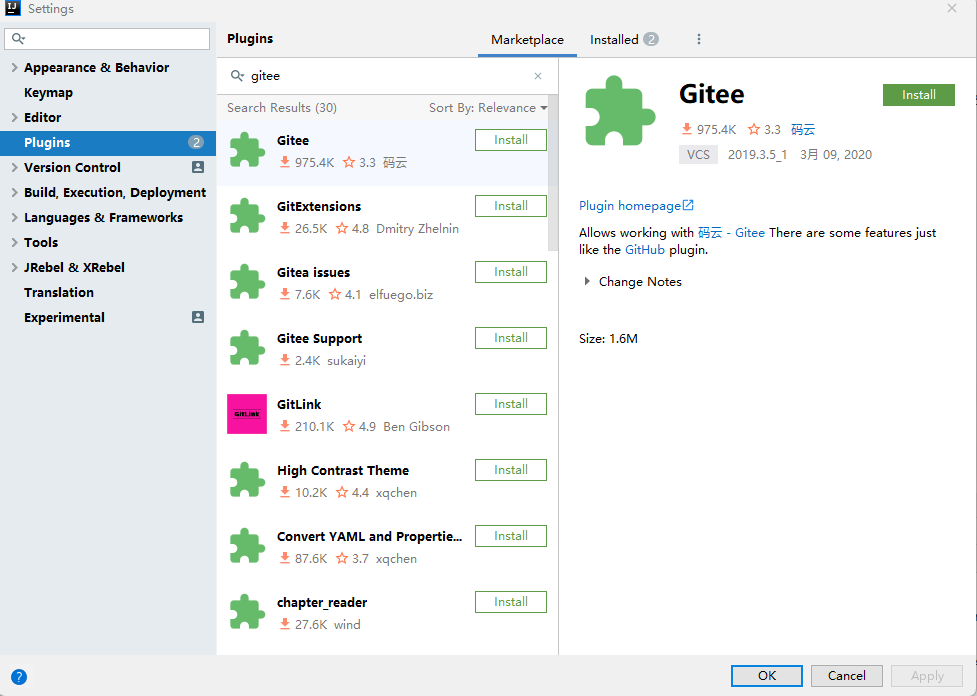 IJ
Settings
Appearance & Behavior
Keymap
Editor
Plugins 2
Version Control
Build, Execution, Deployment
Languages & Frameworks
Tools
JRebel & XRebel
Translation
Experimental
Plugins
Marketplace
Installed 2
gitee
Search Results (30)
Sort By: Relevance
Gitee
Install
975.4K 3.3 码云
GitExtensions
Install
26.5K 4.8 Dmitry Zhelnin
Gitea issues
Install
7.6K 4.1 elfuego.biz
Gitee Support
Install
2.4K sukaiyi
GitLink
GitLink
Install
210.1K 4.9 Ben Gibson
High Contrast Theme
Install
10.2K 4.4 xqchen
Convert YAML and Propertie...
Install
87.6K 3.7 xqchen
chapter_reader
Install
27.6K wind
Gitee
Install
975.4K 3.3 码云
VCS 2019.3.5_1 3月 09, 2020
Plugin homepage
Allows working with 码云 - Gitee There are some features just
like the GitHub plugin.
Change Notes
Size: 1.6M
?
OK
Cancel
Apply